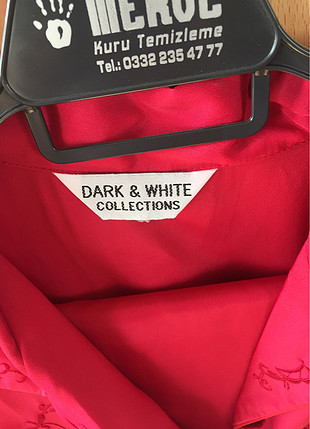 MERVE
Kuru Temizleme
Tel.: 0332 235 47 77
DARK & WHITE
COLLECTIONS